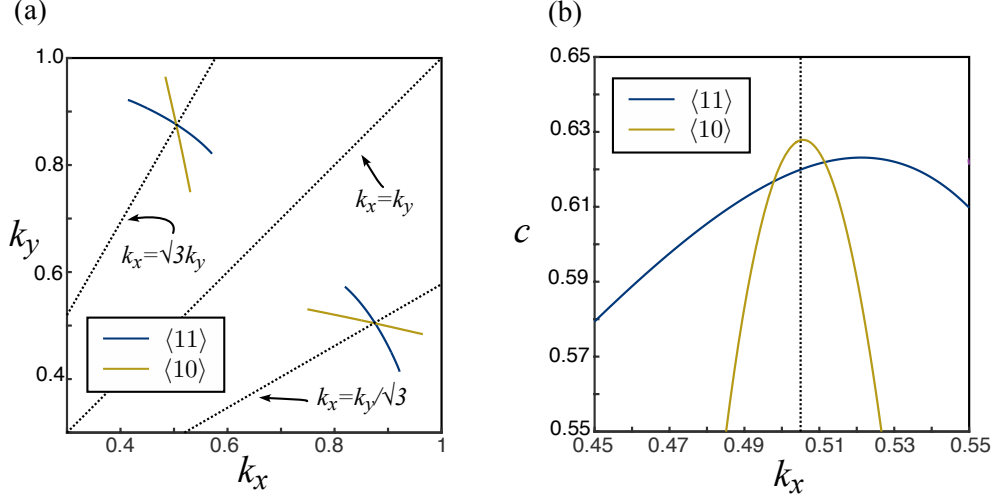 (a)
1.0
0.8
0.6
0.4
k_y
0.4
0.6
0.8
1
k_x
k_x=√3k_y
k_x=k_y
k_x=k_y/√3
⟨11⟩
⟨10⟩
(b)
0.65
0.63
0.61
0.59
0.57
0.55
c
0.45
0.47
0.49
0.51
0.53
0.55
k_x
⟨11⟩
⟨10⟩